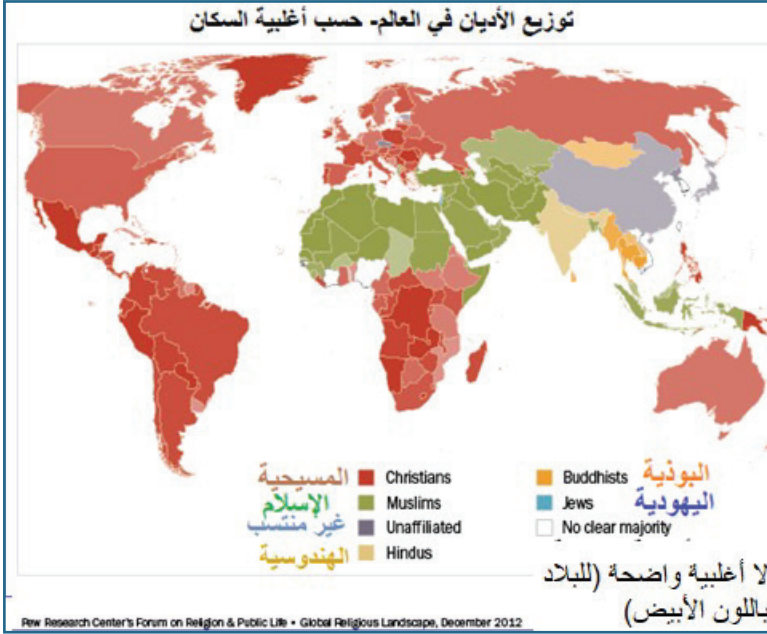 توزيع الأديان في العالم- حسب أغلبية السكان
المسيحية Christians
الإسلام Muslims
غير منتسب Unaffiliated
الهندوسية Hindus
Buddhists البوذية
Jews اليهودية
No clear majority
لا أغلبية واضحة (للبلاد
باللون الأبيض)
Pew Research Center's Forum on Religion & Public Life • Global Religious Landscape, December 2012